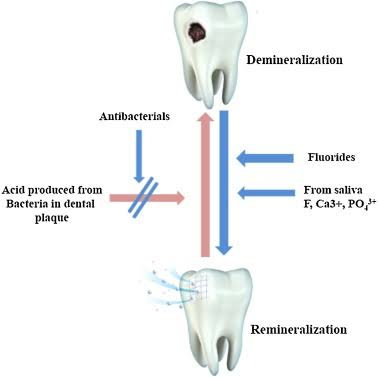 Demineralization
Antibacterials
Fluorides
Acid produced from
Bacteria in dental
plaque
From saliva
F, Ca3+, PO₄³⁺
Remineralization